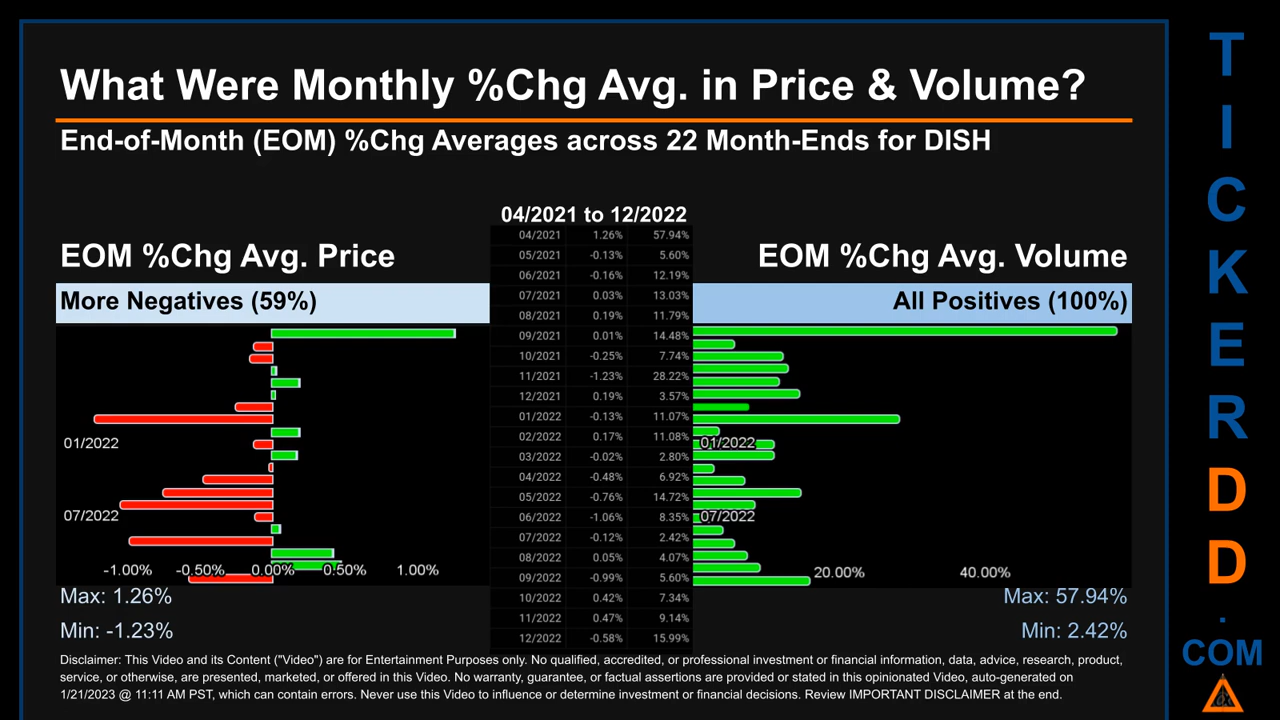 What Were Monthly %Chg Avg. in Price & Volume?
End-of-Month (EOM) %Chg Averages across 22 Month-Ends for DISH
04/2021 to 12/2022
EOM %Chg Avg. Price
More Negatives (59%)
01/2022
07/2022
-1.00% -0.50% 0.00% 0.50% 1.00%
Max: 1.26%
Min: -1.23%
04/2021 1.26% 57.94%
05/2021 -0.13% 5.60%
06/2021 -0.16% 12.19%
07/2021 0.03% 13.03%
08/2021 0.19% 11.79%
09/2021 0.01% 14.48%
10/2021 -0.25% 7.74%
11/2021 -1.23% 28.22%
12/2021 0.19% 3.57%
01/2022 -0.13% 11.07%
02/2022 0.17% 11.08%
03/2022 -0.02% 2.80%
04/2022 -0.48% 6.92%
05/2022 -0.76% 14.72%
06/2022 -1.06% 8.35%
07/2022 -0.12% 2.42%
08/2022 0.05% 4.07%
09/2022 -0.99% 5.60%
10/2022 0.42% 7.34%
11/2022 0.47% 9.14%
12/2022 -0.58% 15.99%
EOM %Chg Avg. Volume
All Positives (100%)
01/2022
07/2022
20.00% 40.00%
Max: 57.94%
Min: 2.42%
Disclaimer: This Video and its Content ("Video") are for Entertainment Purposes only. No qualified, accredited, or professional investment or financial information, data, advice, research, product,
service, or otherwise, are presented, marketed, or offered in this Video. No warranty, guarantee, or factual assertions are provided or stated in this opinionated Video, auto-generated on
1/21/2023 @ 11:11 AM PST, which can contain errors. Never use this Video to influence or determine investment or financial decisions. Review IMPORTANT DISCLAIMER at the end.
T
I
C
K
E
R
D
D
.
COM